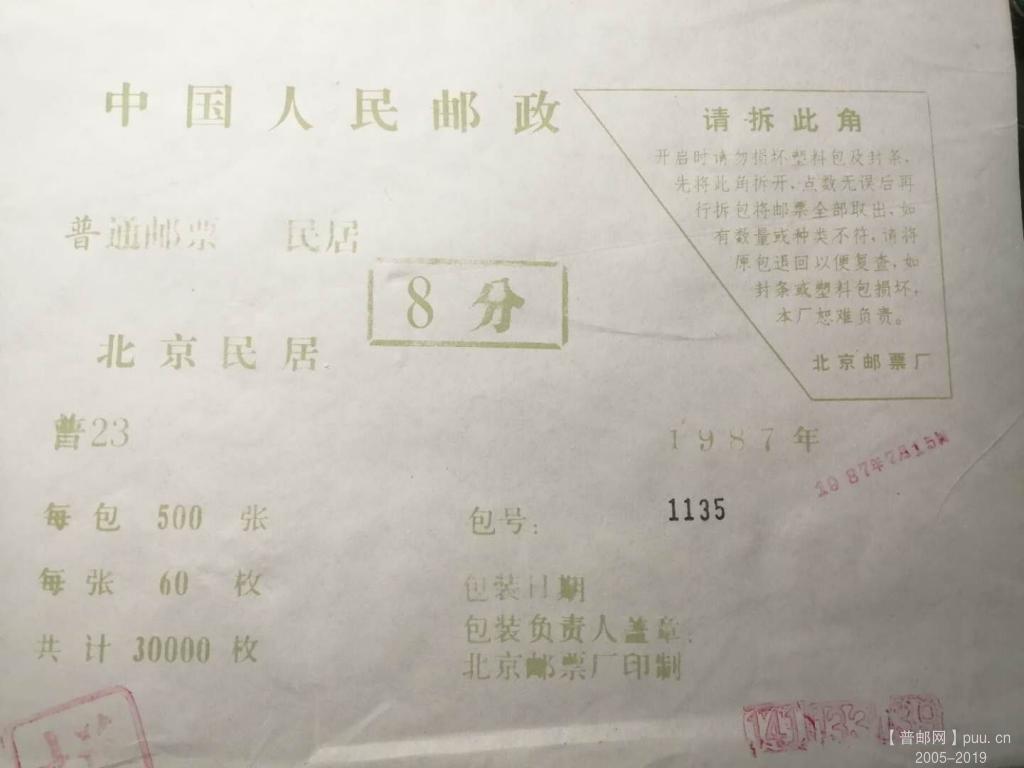 中国人民邮政
请拆此角
开启时请勿损坏塑料包及封条，
先将此角拆开，点数无误后再
行拆包将邮票全部取出，如
有数量或种类不符，请将
原包退回以便复查，如
封条或塑料包损坏，
本厂恕难负责。
北京邮票厂
普通邮票 民居
8分
北京民居
普23
1987年
1987年7月15日
每包 500 张
包号： 1135
每张 60 枚
包装日期
共计 30000 枚
包装负责人盖章：
北京邮票厂印制
【普邮网】puu.cn
2005-2019